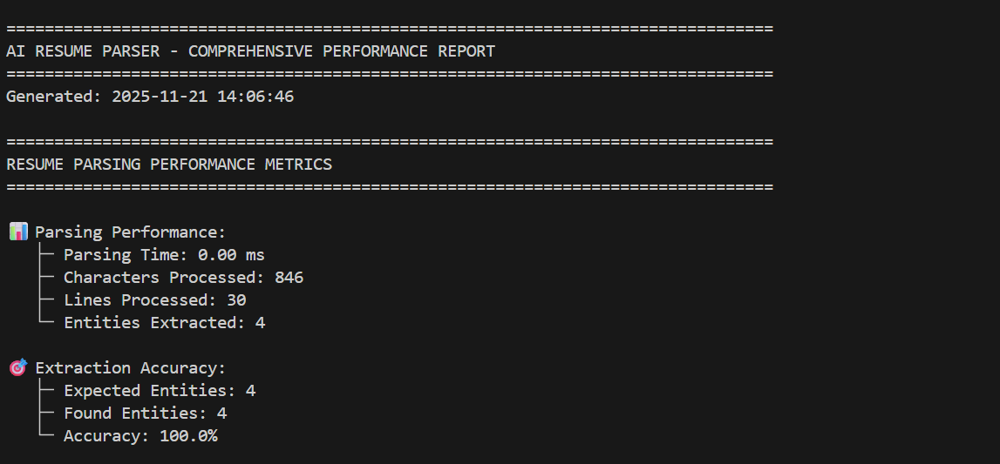 ================================================================================
AI RESUME PARSER - COMPREHENSIVE PERFORMANCE REPORT
================================================================================
Generated: 2025-11-21 14:06:46
================================================================================
RESUME PARSING PERFORMANCE METRICS
================================================================================
📊 Parsing Performance:
├─ Parsing Time: 0.00 ms
├─ Characters Processed: 846
├─ Lines Processed: 30
└─ Entities Extracted: 4
🎯 Extraction Accuracy:
├─ Expected Entities: 4
├─ Found Entities: 4
└─ Accuracy: 100.0%